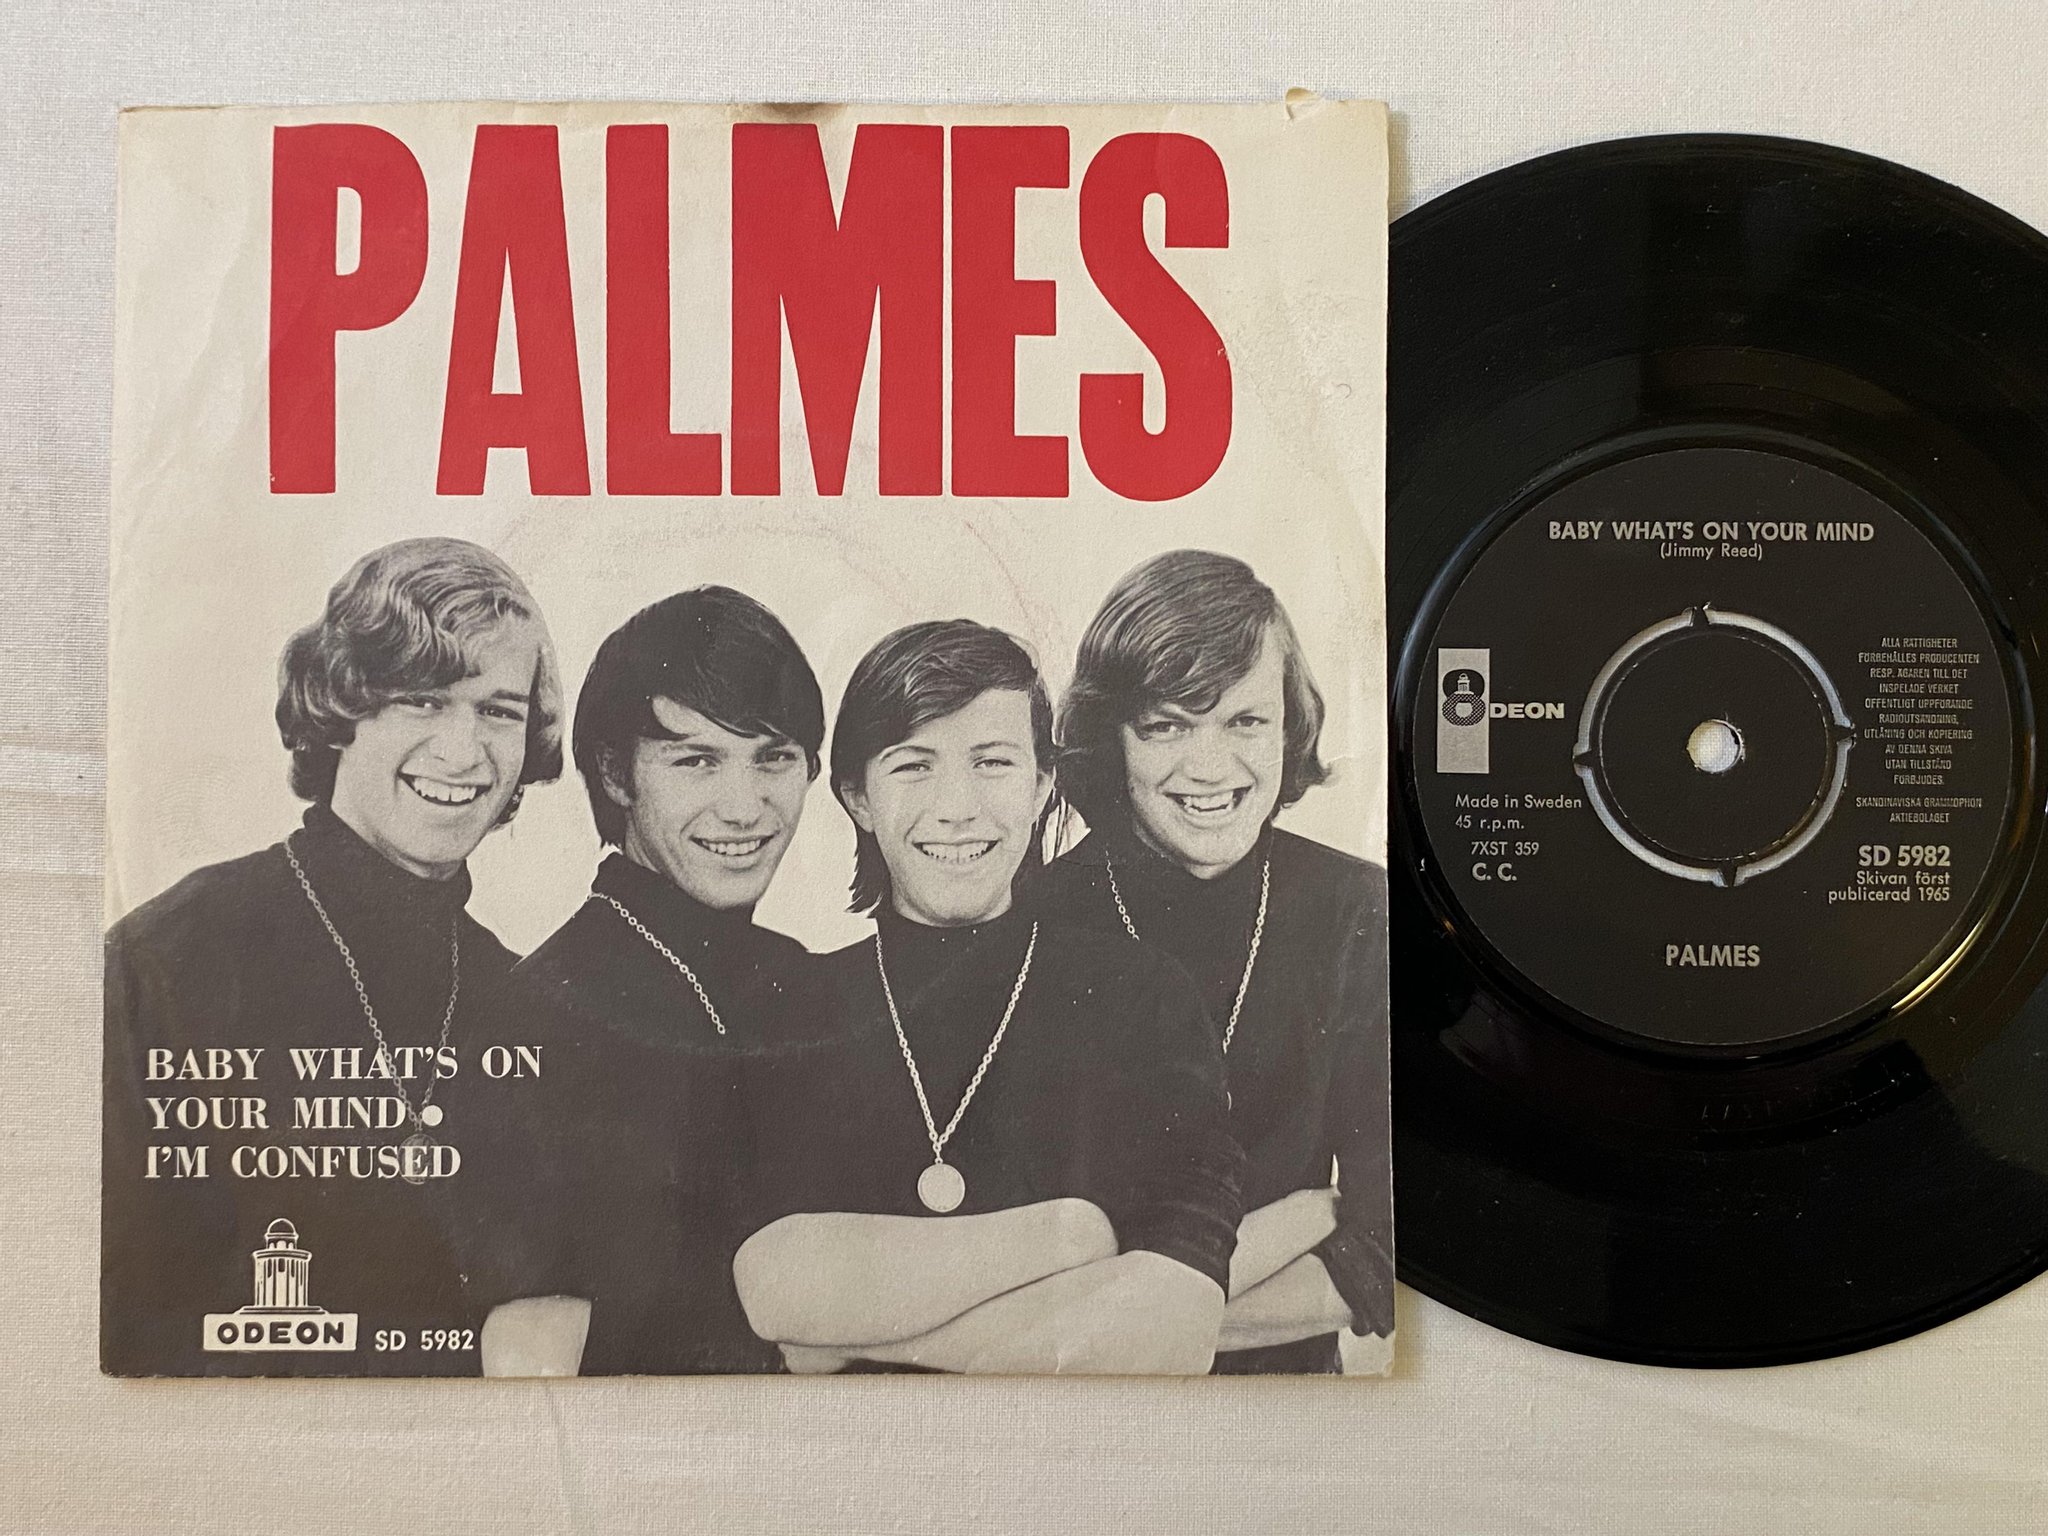 PALMES
BABY WHAT'S ON
YOUR MIND •
I'M CONFUSED
ODEON
SD 5982
BABY WHAT'S ON YOUR MIND
(Jimmy Reed)
ODEON
ALLA RÄTTIGHETER
FÖRBEHÅLLES PRODUCENTEN
RESP. ÄGAREN TILL DET
INSPELADE VERKET
OFFENTLIGT UPPFÖRANDE
RADIOUTSÄNDNING,
UTLÅNING OCH KOPIERING
AV DENNA SKIVA
UTAN TILLSTÅND
FÖRBJUDES.
SKANDINAVISKA GRAMMOPHON
AKTIEBOLAGET
Made in Sweden
45 r.p.m.
7XST 359
C. C.
SD 5982
Skivan först
publicerad 1965
PALMES